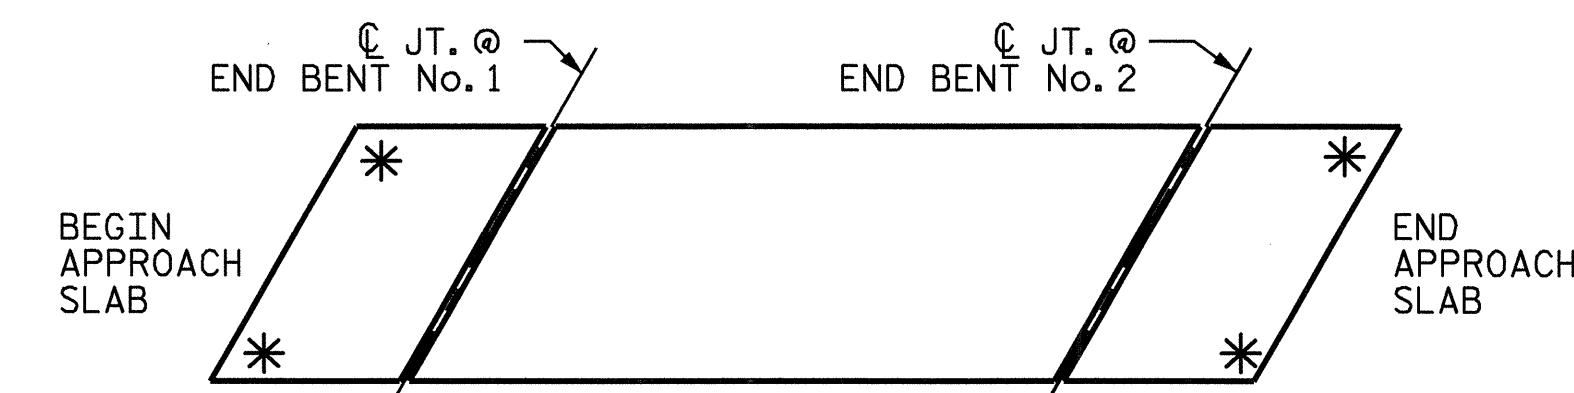 ℄ JT. @
END BENT No. 1
℄ JT. @
END BENT No. 2
BEGIN
APPROACH
SLAB
END
APPROACH
SLAB